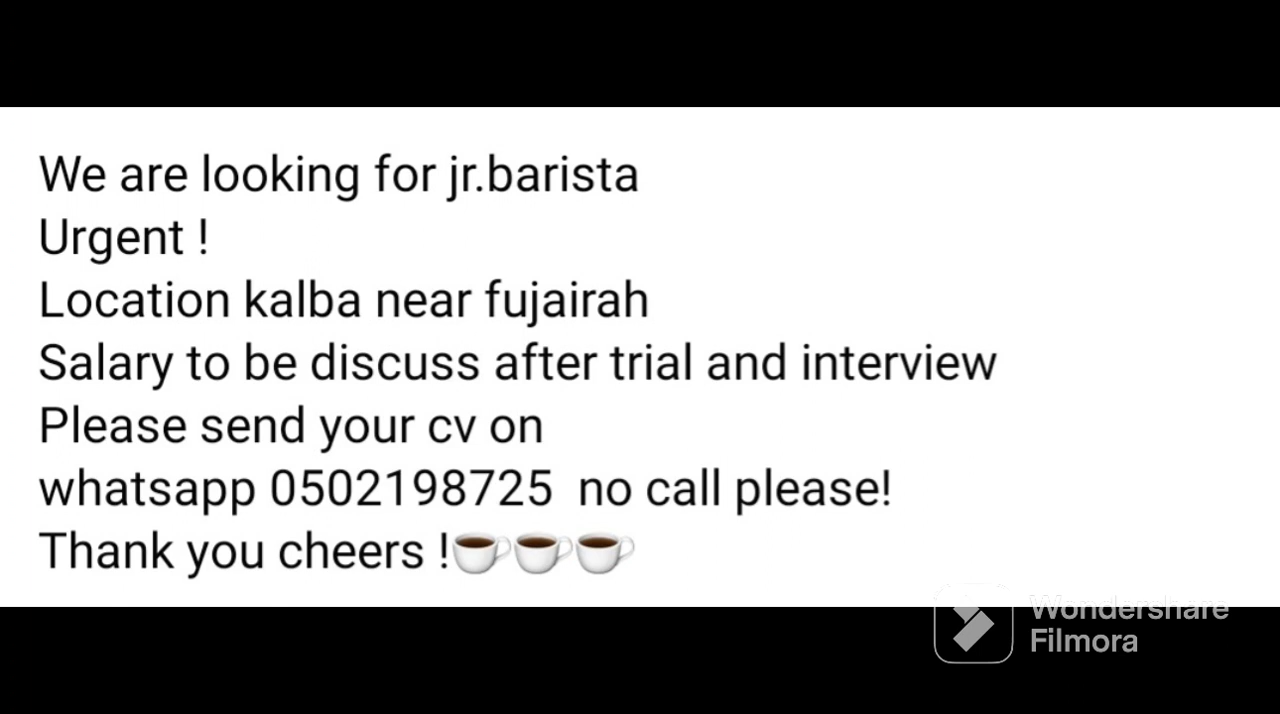 We are looking for jr.barista
Urgent !
Location kalba near fujairah
Salary to be discuss after trial and interview
Please send your cv on
whatsapp 0502198725  no call please!
Thank you cheers !☕☕☕
Wondershare
Filmora